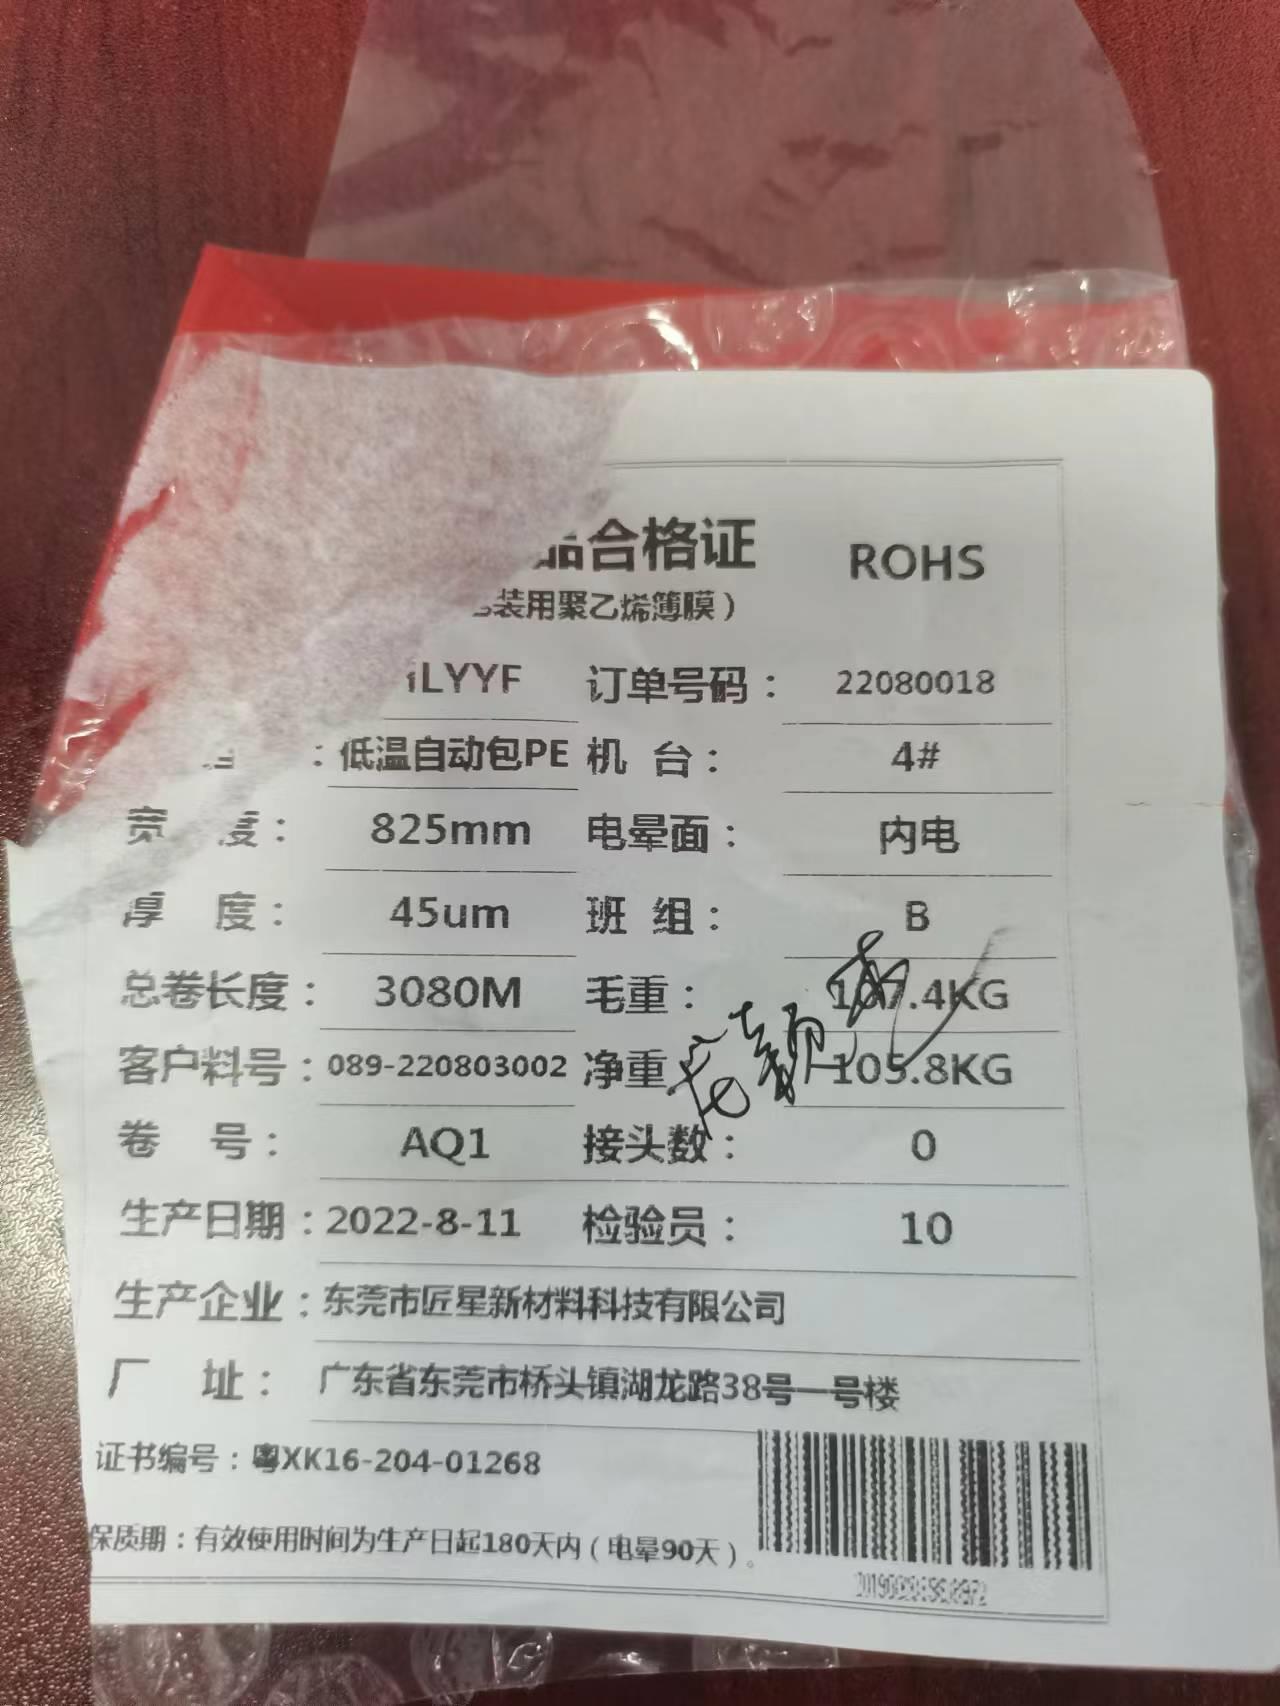 品合格证 ROHS
装用聚乙烯薄膜）
LYYF 订单号码： 22080018
：低温自动包PE 机 台： 4#
宽 度： 825mm 电晕面： 内电
厚 度： 45um 班 组： B
总卷长度： 3080M 毛重： 107.4KG
客户料号：089-220803002 净重 105.8KG
卷 号： AQ1 接头数： 0
生产日期：2022-8-11 检验员： 10
生产企业：东莞市匠星新材料科技有限公司
厂 址： 广东省东莞市桥头镇湖龙路38号一号楼
证书编号：粤XK16-204-01268
保质期：有效使用时间为生产日起180天内（电晕90天）。